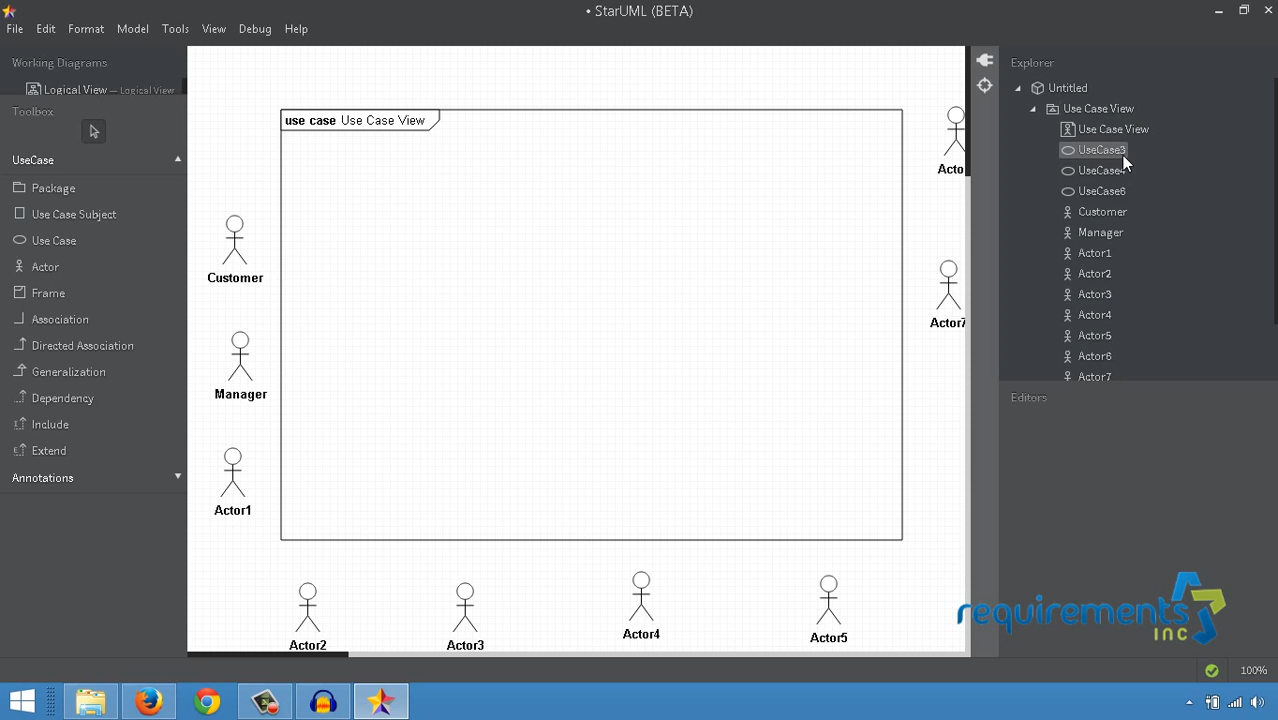 • StarUML (BETA)
File Edit Format Model Tools View Debug Help
Working Diagrams
Logical View — Logical View
Toolbox
UseCase
Package
Use Case Subject
Use Case
Actor
Frame
Association
Directed Association
Generalization
Dependency
Include
Extend
Annotations
use case Use Case View
Customer
Manager
Actor1
Actor2
Actor3
Actor4
Actor5
Acto
Actor7
Explorer
Untitled
Use Case View
Use Case View
UseCase3
UseCase4
UseCase6
Customer
Manager
Actor1
Actor2
Actor3
Actor4
Actor5
Actor6
Actor7
Editors
requirements
INC
100%